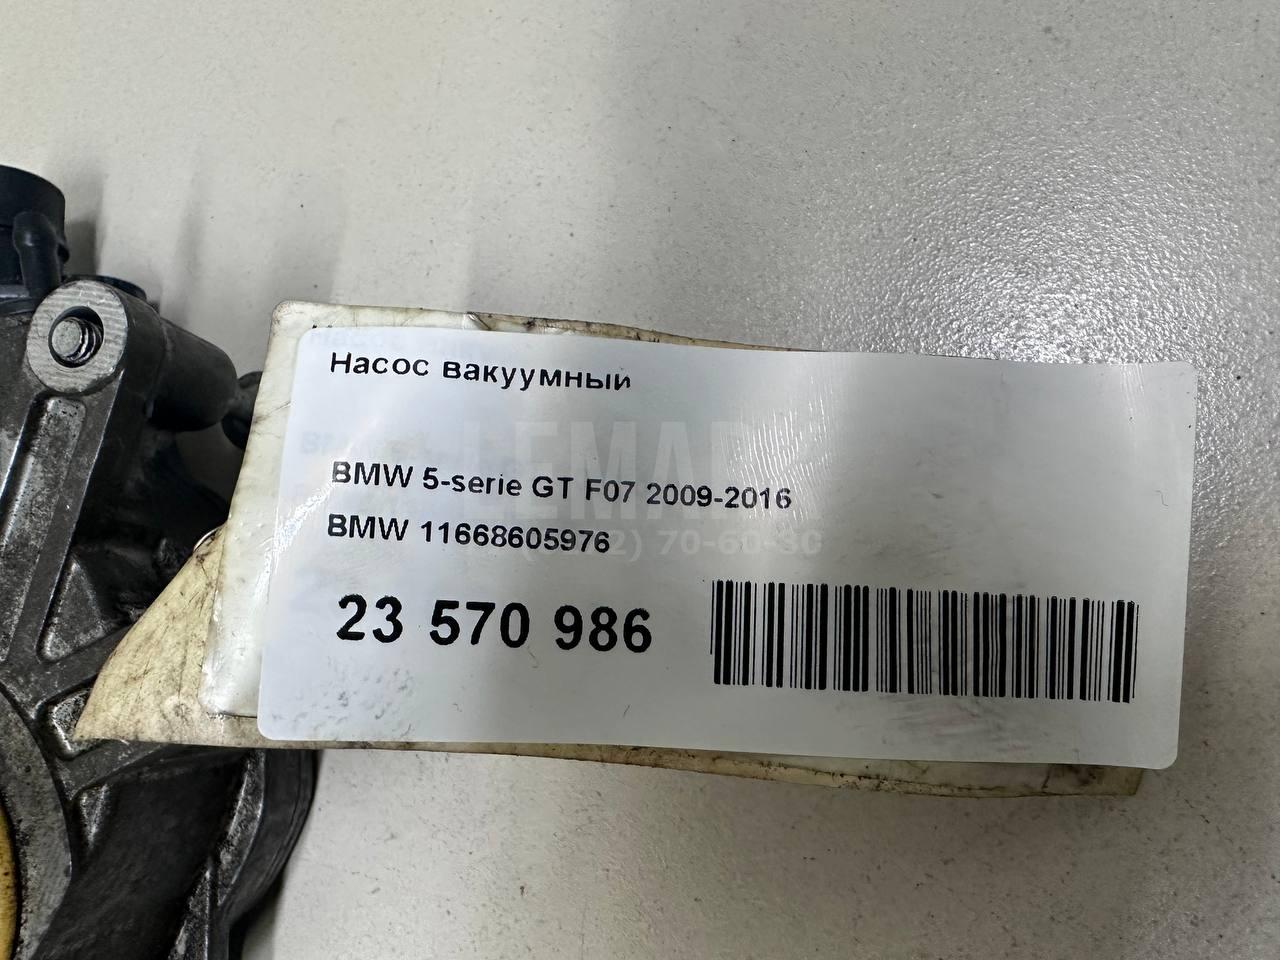 Насос вакуумный
BMW 5-serie GT F07 2009-2016
BMW 11668605976
23 570 986